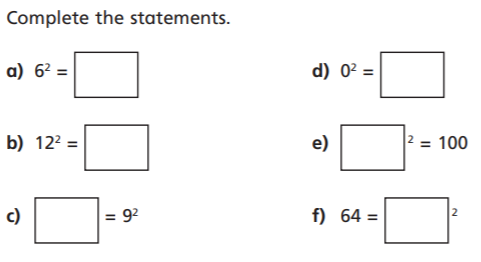 Complete the statements.
a) 6² =
d) 0² =
b) 12² =
e) ² = 100
c) = 9²
f) 64 = ²